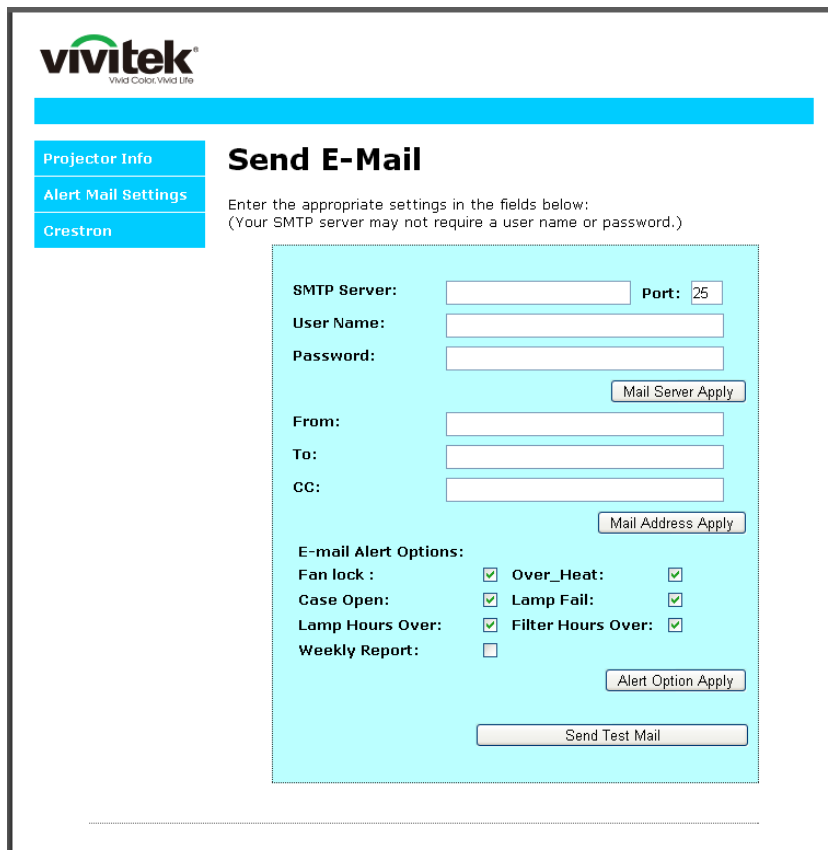 vivitek®
Vivid Color. Vivid Life
Projector Info
Alert Mail Settings
Crestron
Send E-Mail
Enter the appropriate settings in the fields below:
(Your SMTP server may not require a user name or password.)
SMTP Server: Port: 25
User Name:
Password:
Mail Server Apply
From:
To:
CC:
Mail Address Apply
E-mail Alert Options:
Fan lock : Over_Heat:
Case Open: Lamp Fail:
Lamp Hours Over: Filter Hours Over:
Weekly Report:
Alert Option Apply
Send Test Mail